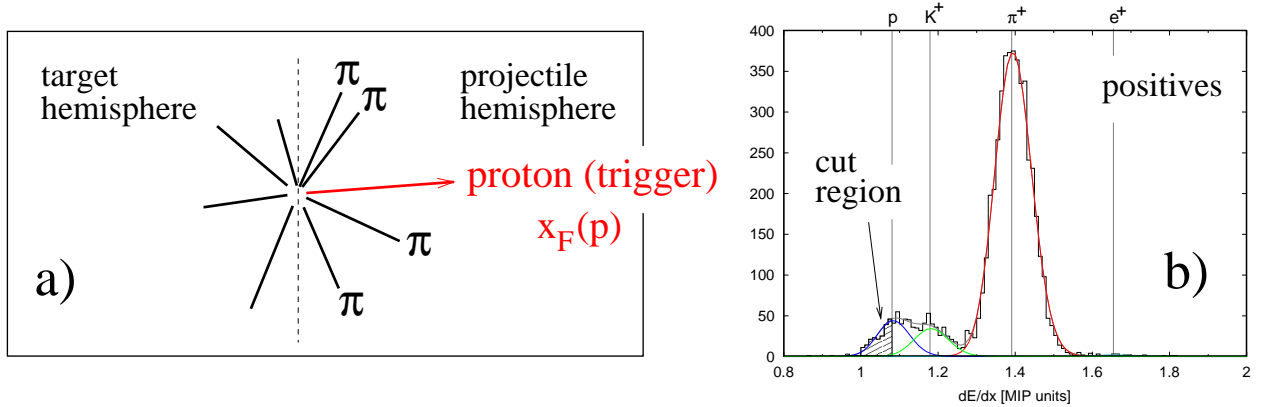 target
hemisphere
π
π
projectile
hemisphere
proton (trigger)
x_F(p)
π
π
a)
p K⁺ π⁺ e⁺
400
350
300
250
200
150
100
50
0
positives
cut
region
b)
0.8 1 1.2 1.4 1.6 1.8 2
dE/dx [MIP units]